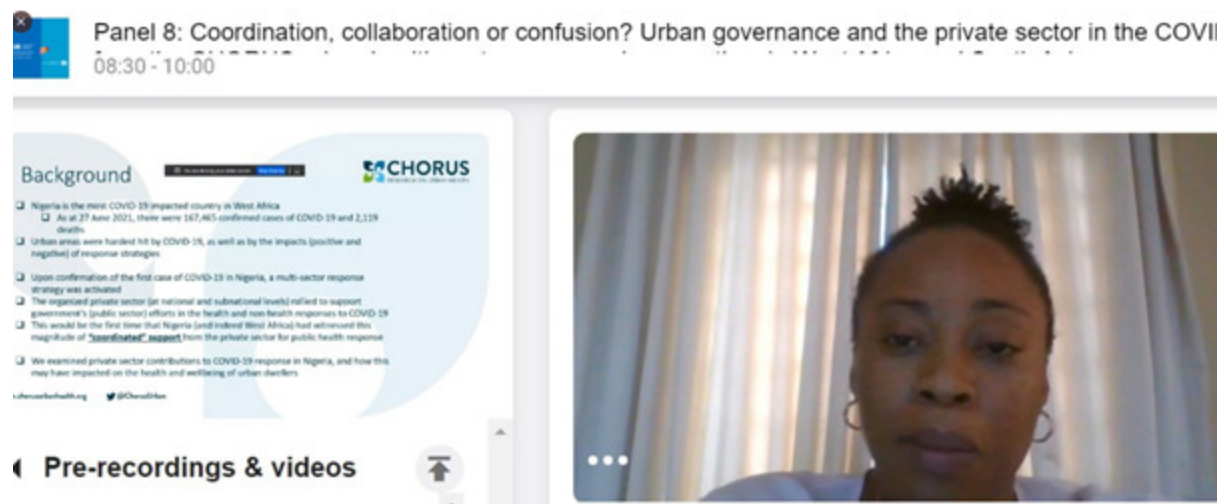 Panel 8: Coordination, collaboration or confusion? Urban governance and the private sector in the COVI
08:30 - 10:00
Background
CHORUS
Nigeria is the most COVID-19 impacted country in West Africa
As at 27 June 2021, there were 167,465 confirmed cases of COVID-19 and 2,119
deaths
Urban areas were hardest hit by COVID-19, as well as by the impacts (positive and
negative) of response strategies
Upon confirmation of the first case of COVID-19 in Nigeria, a multi-sector response
strategy was activated
The organized private sector (at national and subnational levels) rallied to support
government's (public sector) efforts in the health and non-health responses to COVID-19
This would be the first time that Nigeria (and indeed West Africa) had witnessed this
magnitude of "coordinated" support from the private sector for public health response
We examined private sector contributions to COVID-19 response in Nigeria, and how this
may have impacted on the health and wellbeing of urban dwellers
@ChorusUrban
Pre-recordings & videos